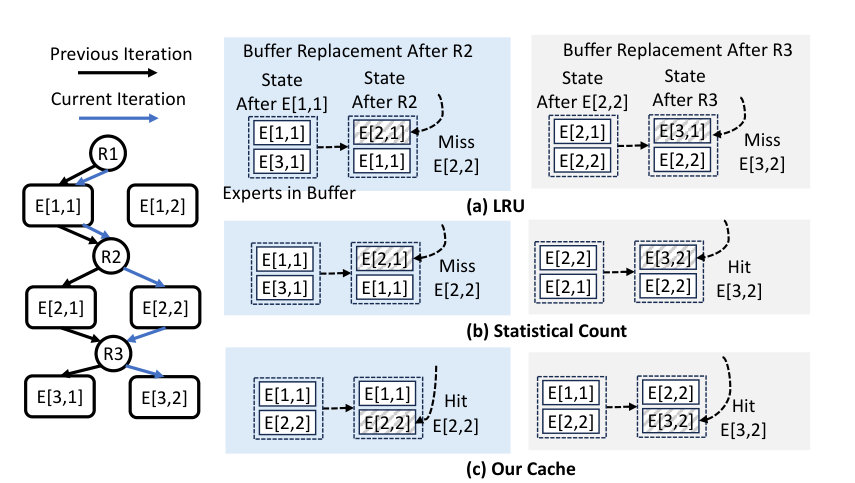 Previous Iteration
Current Iteration
R1
E[1,1]
E[1,2]
R2
E[2,1]
E[2,2]
R3
E[3,1]
E[3,2]
Buffer Replacement After R2
State
After E[1,1]
State
After R2
E[1,1]
E[3,1]
E[2,1]
E[1,1]
Miss
E[2,2]
Experts in Buffer
Buffer Replacement After R3
State
After E[2,2]
State
After R3
E[2,1]
E[2,2]
E[3,1]
E[2,2]
Miss
E[3,2]
(a) LRU
E[1,1]
E[3,1]
E[2,1]
E[1,1]
Miss
E[2,2]
E[2,2]
E[2,1]
E[3,2]
E[2,2]
Hit
E[3,2]
(b) Statistical Count
E[1,1]
E[2,2]
E[1,1]
E[2,2]
Hit
E[2,2]
E[1,1]
E[2,2]
E[2,2]
E[3,2]
Hit
E[3,2]
(c) Our Cache